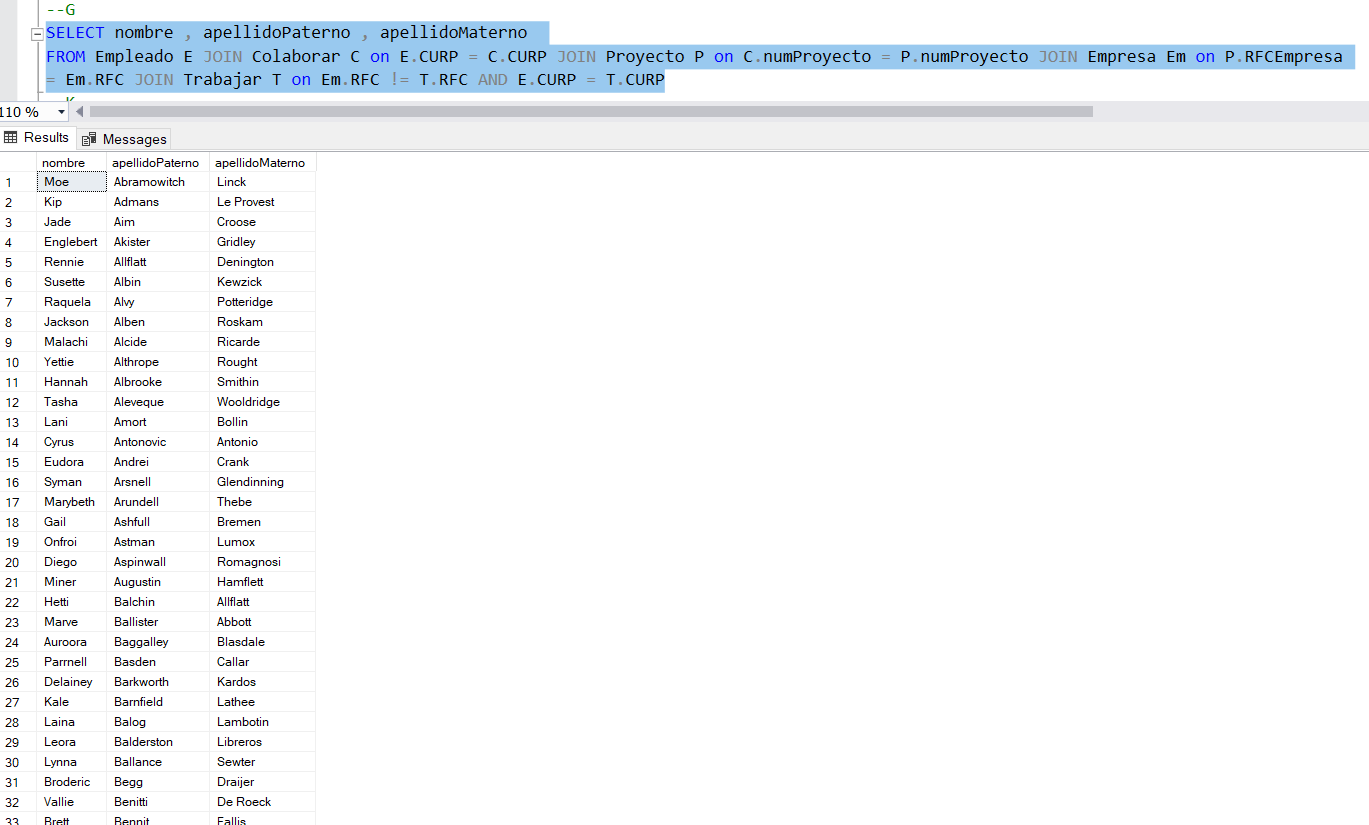 --G
SELECT nombre , apellidoPaterno , apellidoMaterno
FROM Empleado E JOIN Colaborar C on E.CURP = C.CURP JOIN Proyecto P on C.numProyecto = P.numProyecto JOIN Empresa Em on P.RFCEmpresa
= Em.RFC JOIN Trabajar T on Em.RFC != T.RFC AND E.CURP = T.CURP
110 %
Results Messages
nombre apellidoPaterno apellidoMaterno
1 Moe Abramowitch Linck
2 Kip Admans Le Provest
3 Jade Aim Croose
4 Englebert Akister Gridley
5 Rennie Allflatt Denington
6 Susette Albin Kewzick
7 Raquela Alvy Potteridge
8 Jackson Alben Roskam
9 Malachi Alcide Ricarde
10 Yettie Althrope Rought
11 Hannah Albrooke Smithin
12 Tasha Aleveque Wooldridge
13 Lani Amort Bollin
14 Cyrus Antonovic Antonio
15 Eudora Andrei Crank
16 Syman Arsnell Glendinning
17 Marybeth Arundell Thebe
18 Gail Ashfull Bremen
19 Onfroi Astman Lumox
20 Diego Aspinwall Romagnosi
21 Miner Augustin Hamflett
22 Hetti Balchin Allflatt
23 Marve Ballister Abbott
24 Auroora Baggalley Blasdale
25 Parrnell Basden Callar
26 Delainey Barkworth Kardos
27 Kale Barnfield Lathee
28 Laina Balog Lambotin
29 Leora Balderston Libreros
30 Lynna Ballance Sewter
31 Broderic Begg Draijer
32 Vallie Benitti De Roeck
33 Brett Bennit Fallis